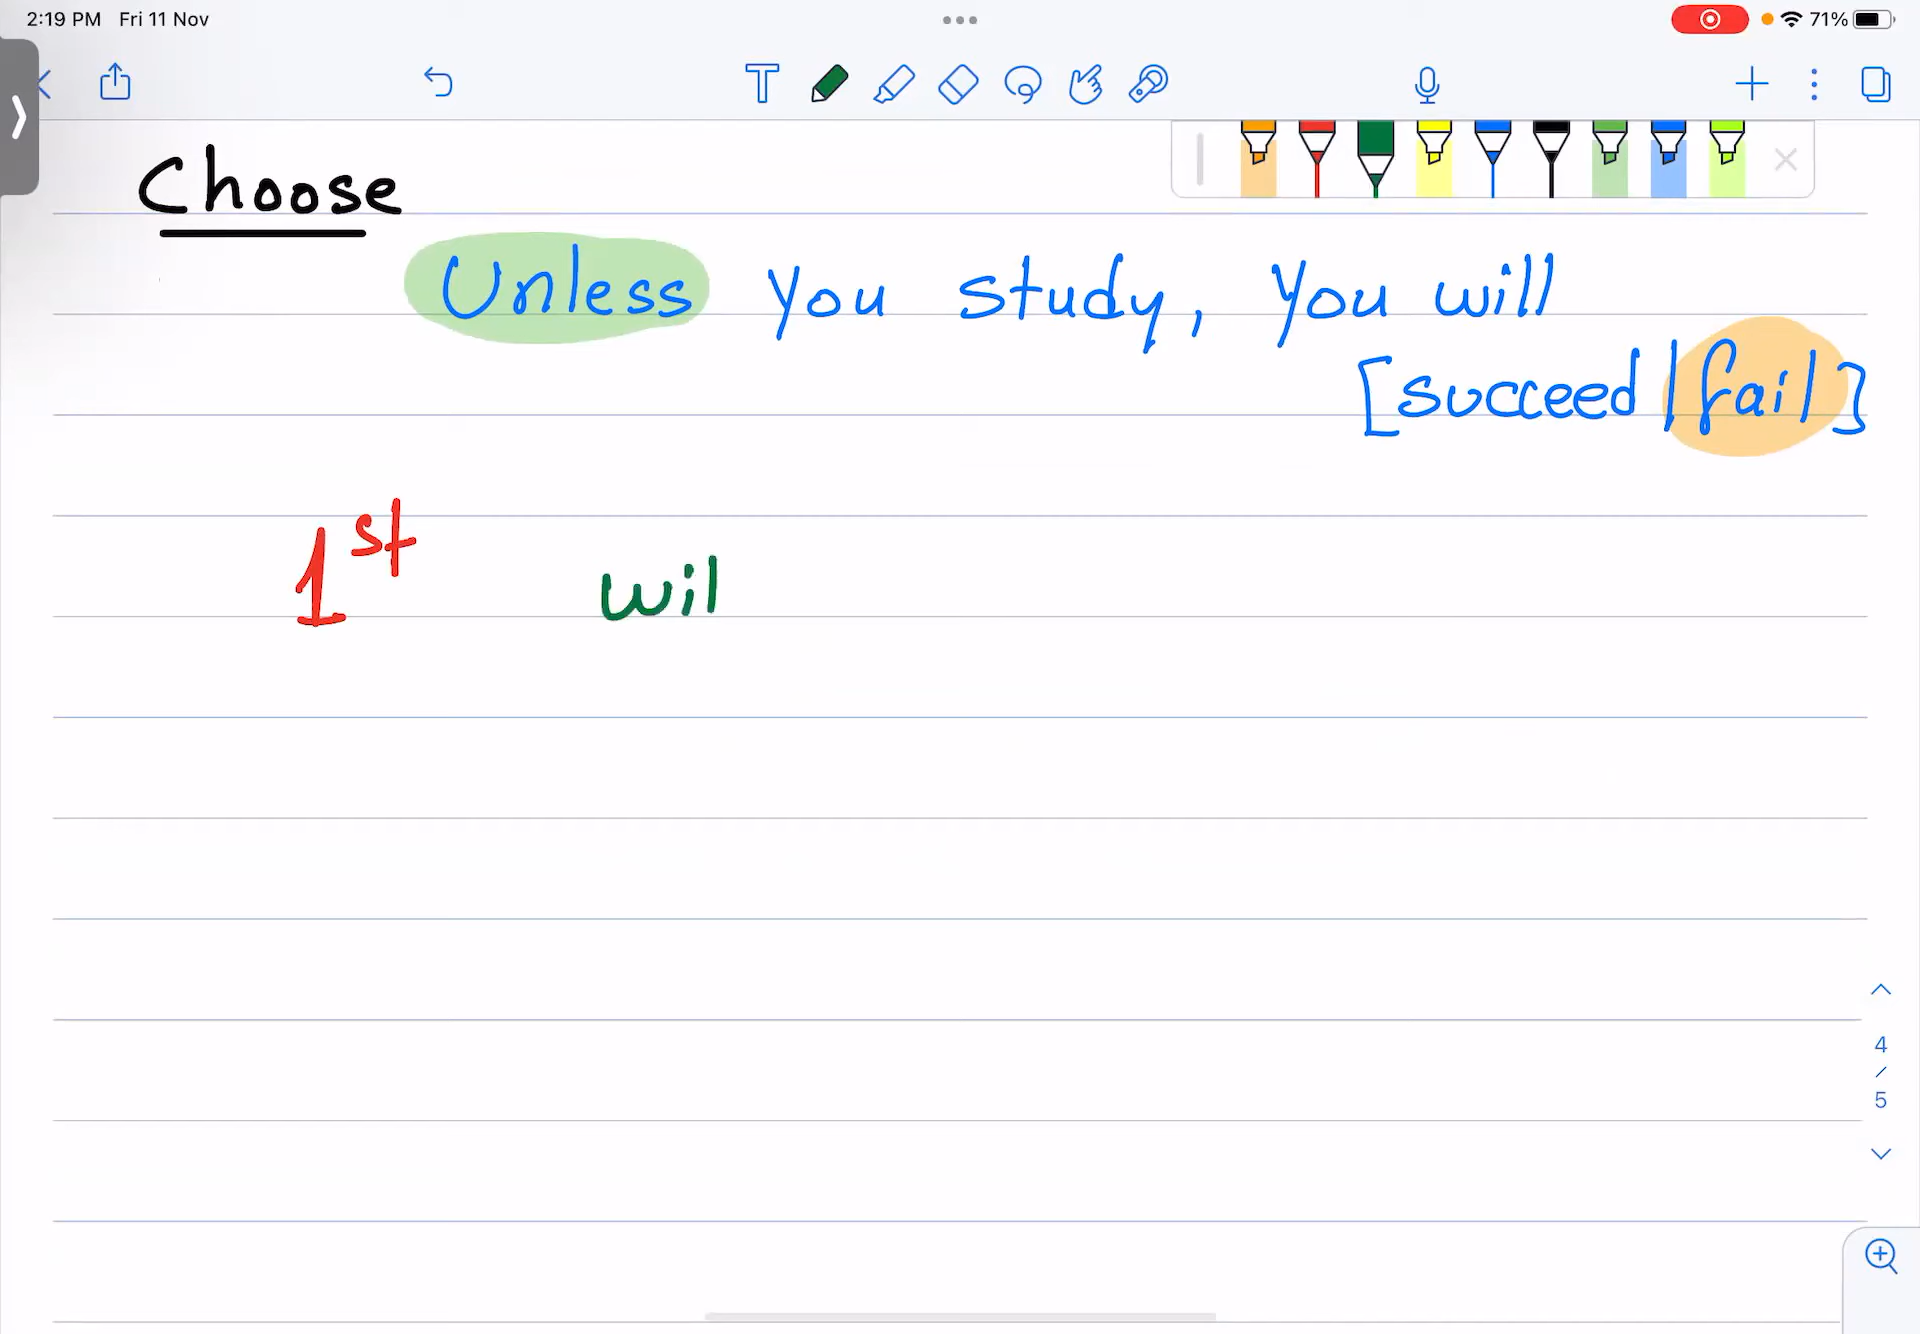 2:19 PM Fri 11 Nov
71%
Choose
Unless you study, you will
[succeed | fail]
1st wil
4
/
5